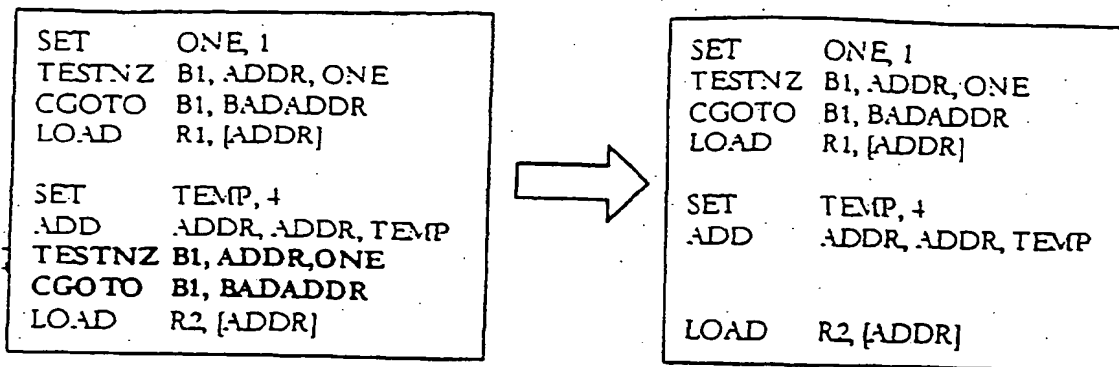 SET ONE, 1
TESTNZ B1, ADDR, ONE
CGOTO B1, BADADDR
LOAD R1, [ADDR]
SET TEMP, 4
ADD ADDR, ADDR, TEMP
TESTNZ B1, ADDR,ONE
CGOTO B1, BADADDR
LOAD R2, [ADDR]
SET ONE, 1
TESTNZ B1, ADDR, ONE
CGOTO B1, BADADDR
LOAD R1, [ADDR]
SET TEMP, 4
ADD ADDR, ADDR, TEMP
LOAD R2, [ADDR]